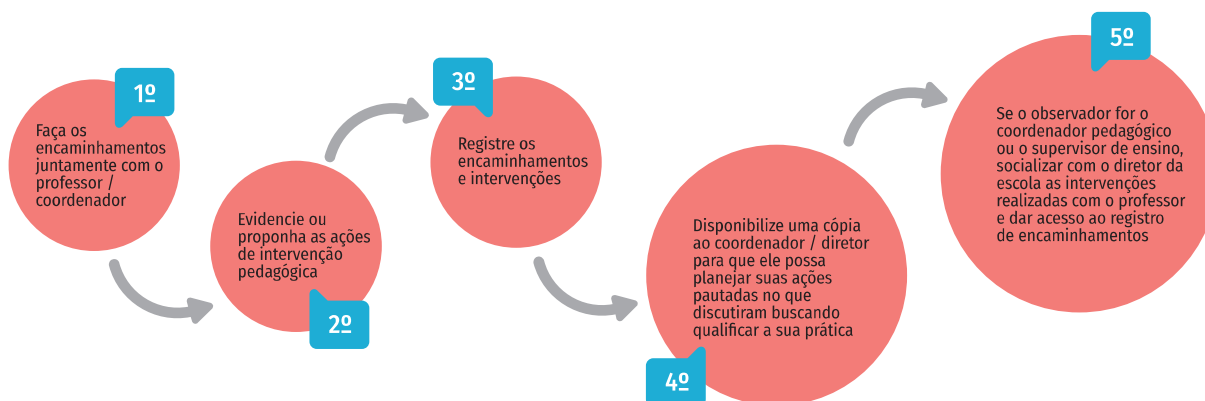 1º
Faça os
encaminhamentos
juntamente com o
professor /
coordenador
Evidencie ou
proponha as ações
de intervenção
pedagógica
2º
3º
Registre os
encaminhamentos
e intervenções
Disponibilize uma cópia
ao coordenador / diretor
para que ele possa
planejar suas ações
pautadas no que
discutiram buscando
qualificar a sua prática
4º
5º
Se o observador for o
coordenador pedagógico
ou o supervisor de ensino,
socializar com o diretor da
escola as intervenções
realizadas com o professor
e dar acesso ao registro
de encaminhamentos